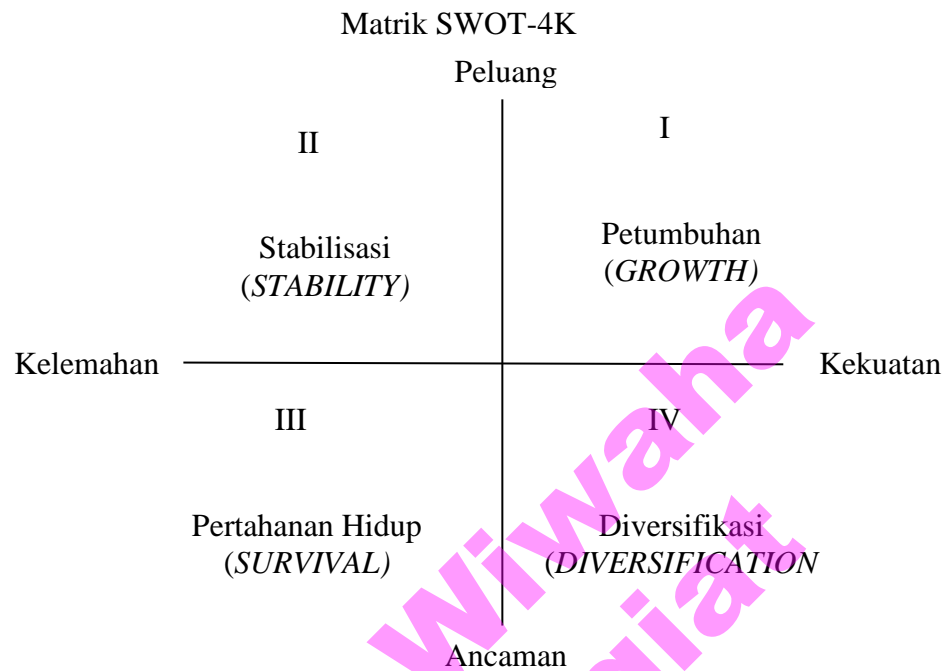 Matrik SWOT-4K
Peluang
II
I
Stabilisasi
(STABILITY)
Petumbuhan
(GROWTH)
Kelemahan
Kekuatan
III
IV
Pertahanan Hidup
(SURVIVAL)
Diversifikasi
(DIVERSIFICATION
Ancaman
Wiwaha